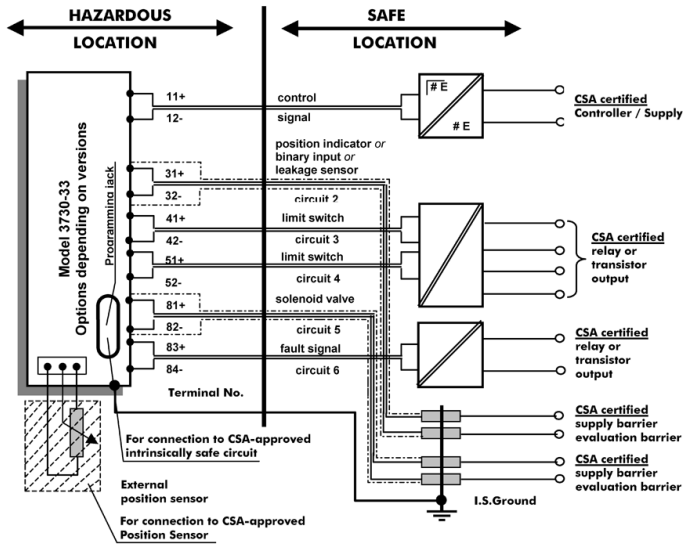 HAZARDOUS
LOCATION
SAFE
LOCATION
Model 3730-33
Options depending on versions
Programming jack
11+
12-
control
signal
# E
# E
CSA certified
Controller / Supply
position indicator or
binary input or
leakage sensor
31+
32-
circuit 2
41+
limit switch
42-
circuit 3
51+
limit switch
52-
circuit 4
CSA certified
relay or
transistor
output
81+
solenoid valve
82-
circuit 5
83+
fault signal
84-
circuit 6
CSA certified
relay or
transistor
output
Terminal No.
CSA certified
supply barrier
evaluation barrier
CSA certified
supply barrier
evaluation barrier
For connection to CSA-approved
intrinsically safe circuit
External
position sensor
I.S.Ground
For connection to CSA-approved
Position Sensor